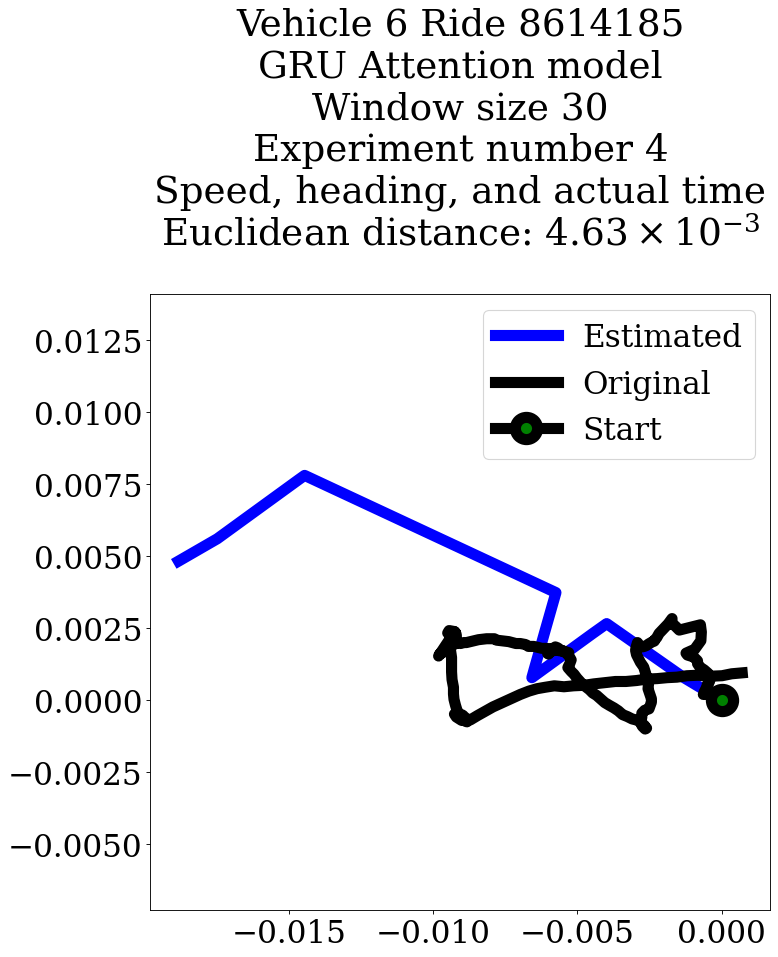 Vehicle 6 Ride 8614185
GRU Attention model
Window size 30
Experiment number 4
Speed, heading, and actual time
Euclidean distance: 4.63 × 10⁻³
Estimated
Original
Start
0.0125
0.0100
0.0075
0.0050
0.0025
0.0000
−0.0025
−0.0050
−0.015 −0.010 −0.005 0.000